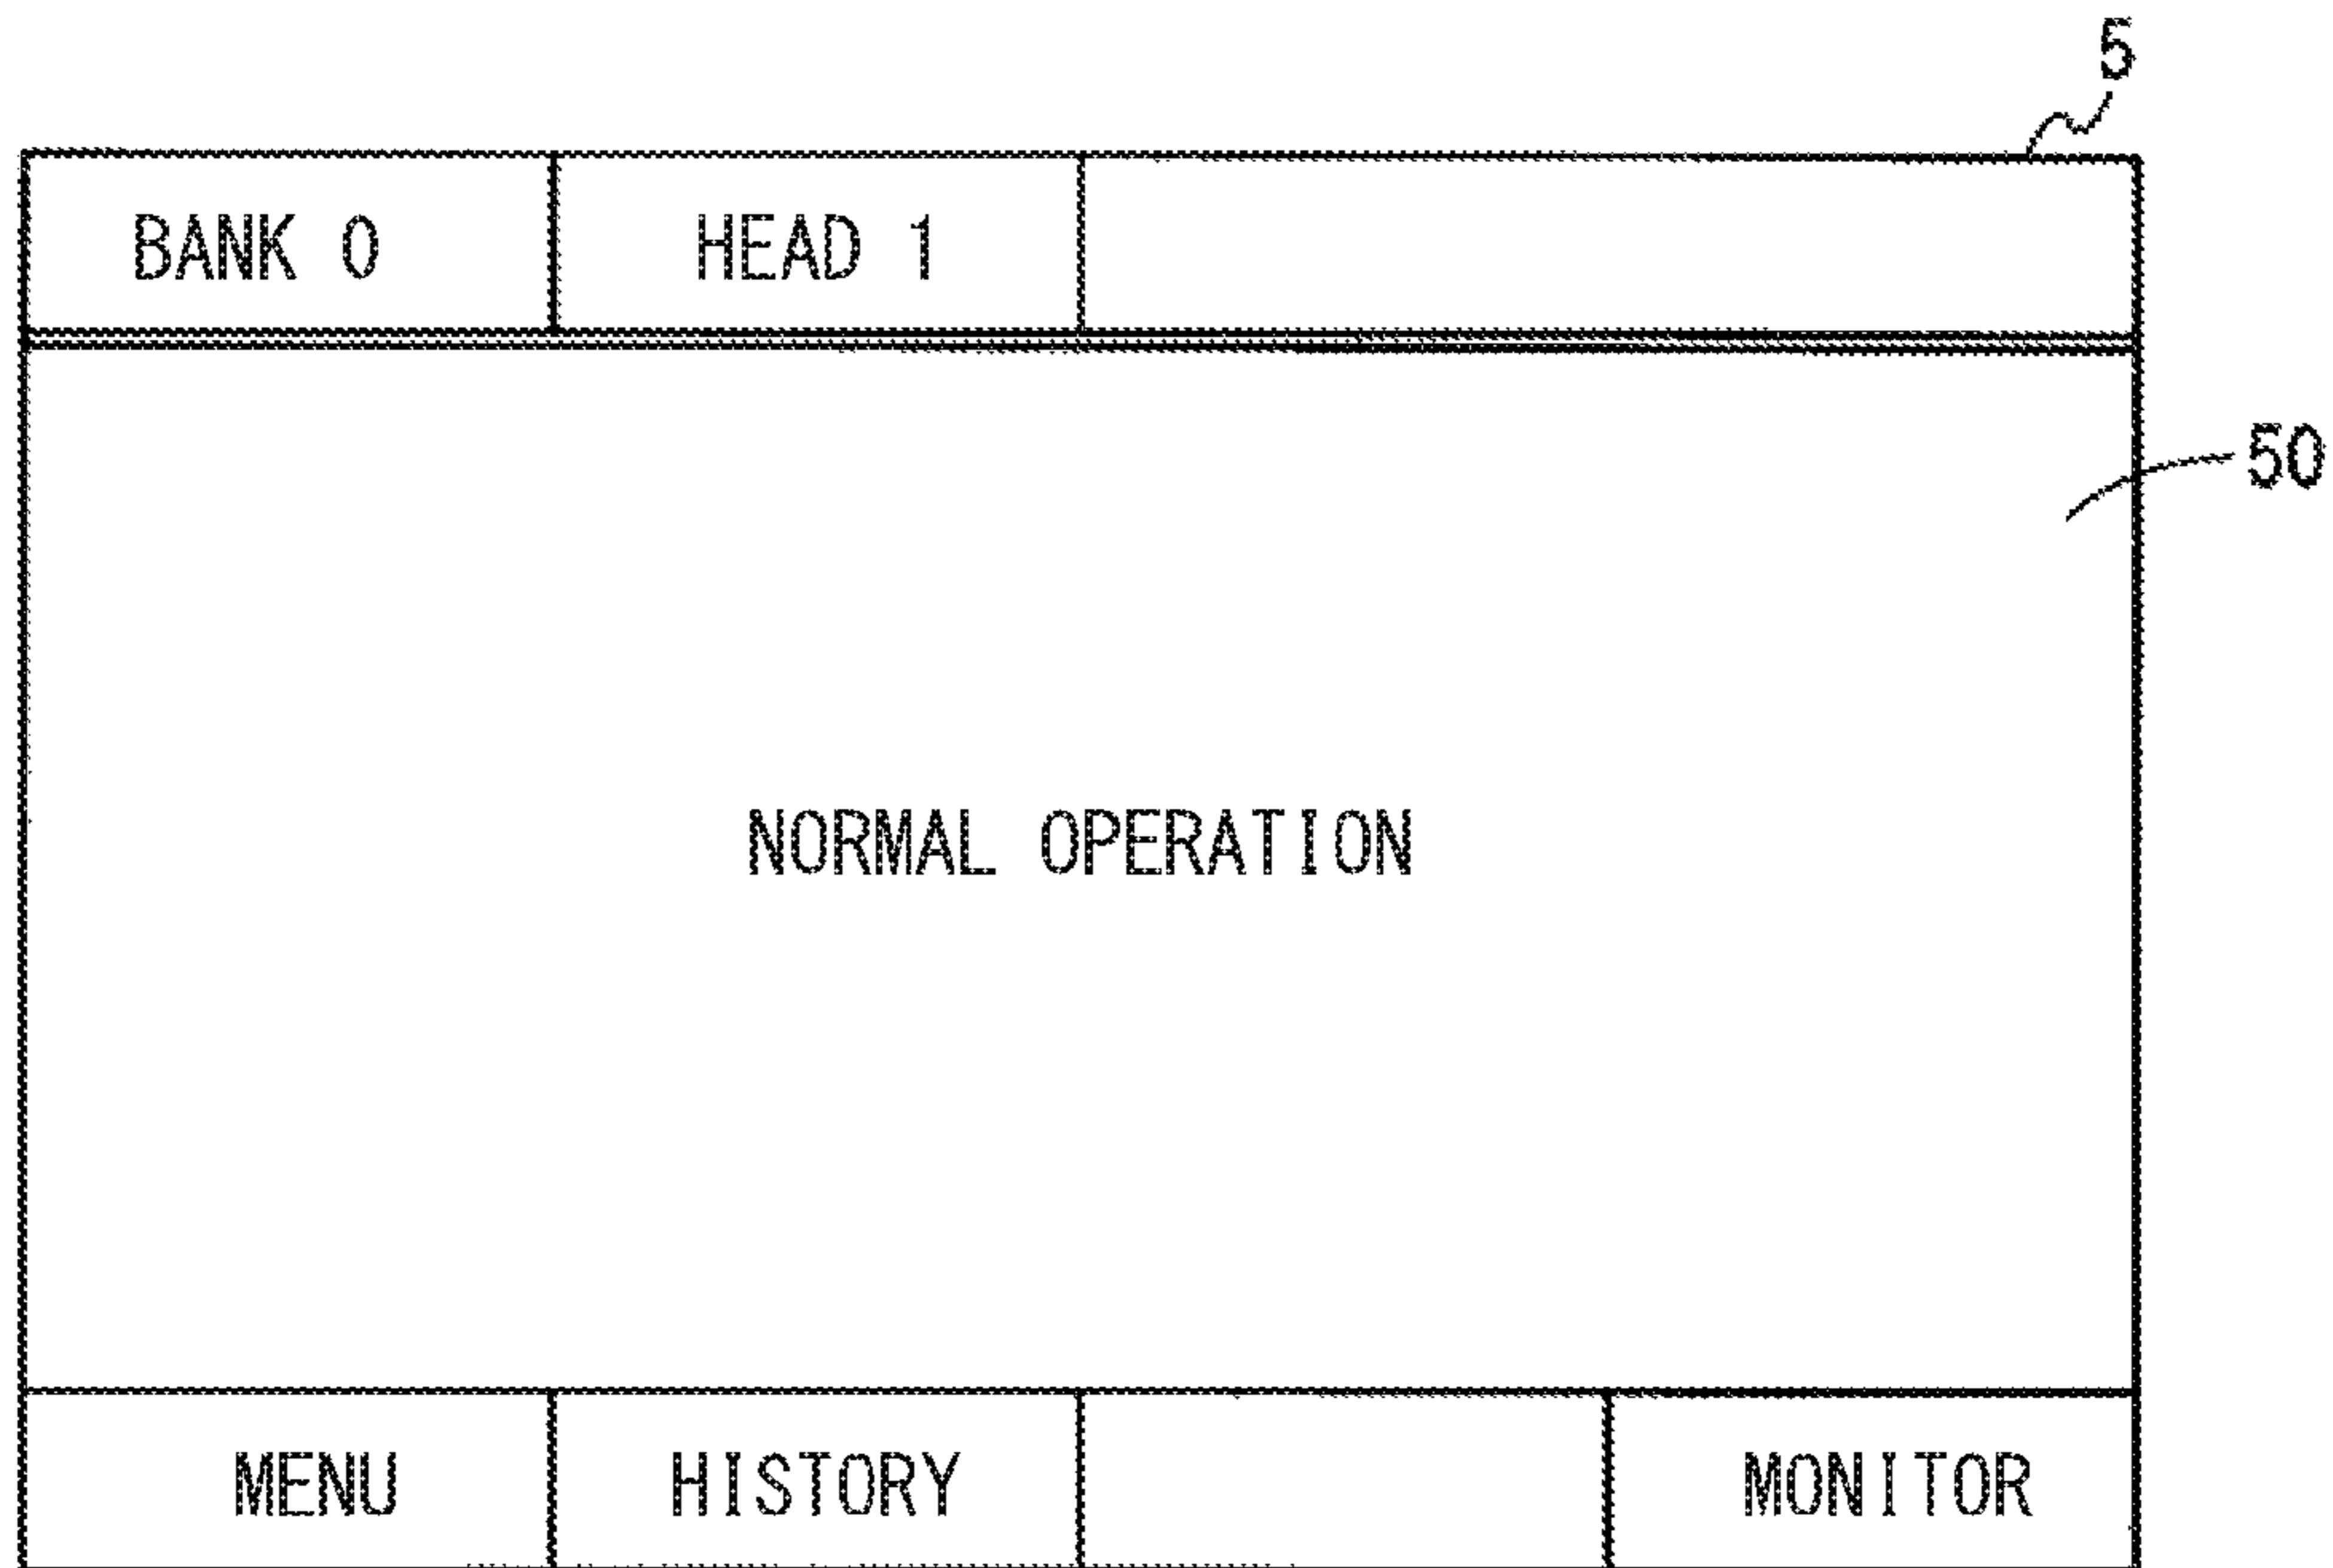 5
BANK 0 HEAD 1
50
NORMAL OPERATION
MENU HISTORY MONITOR